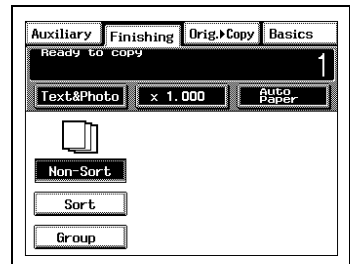 Auxiliary Finishing Orig.▸Copy Basics
Ready to copy
1
Text&Photo x 1.000 Auto Paper
Non-Sort
Sort
Group